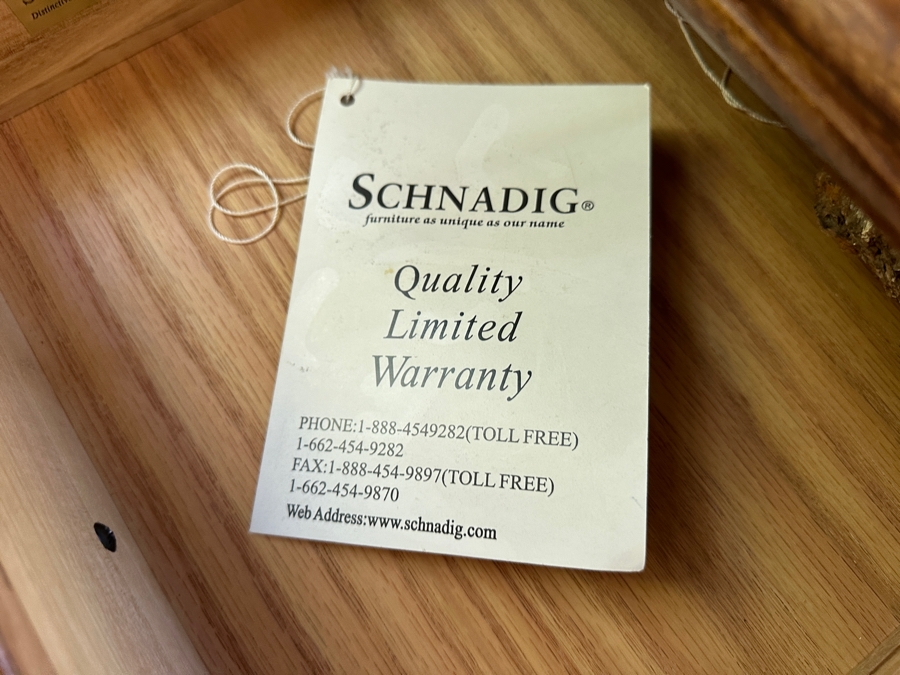 Distinctive
SCHNADIG®
furniture as unique as our name
Quality
Limited
Warranty
PHONE:1-888-4549282(TOLL FREE)
1-662-454-9282
FAX:1-888-454-9897(TOLL FREE)
1-662-454-9870
Web Address:www.schnadig.com